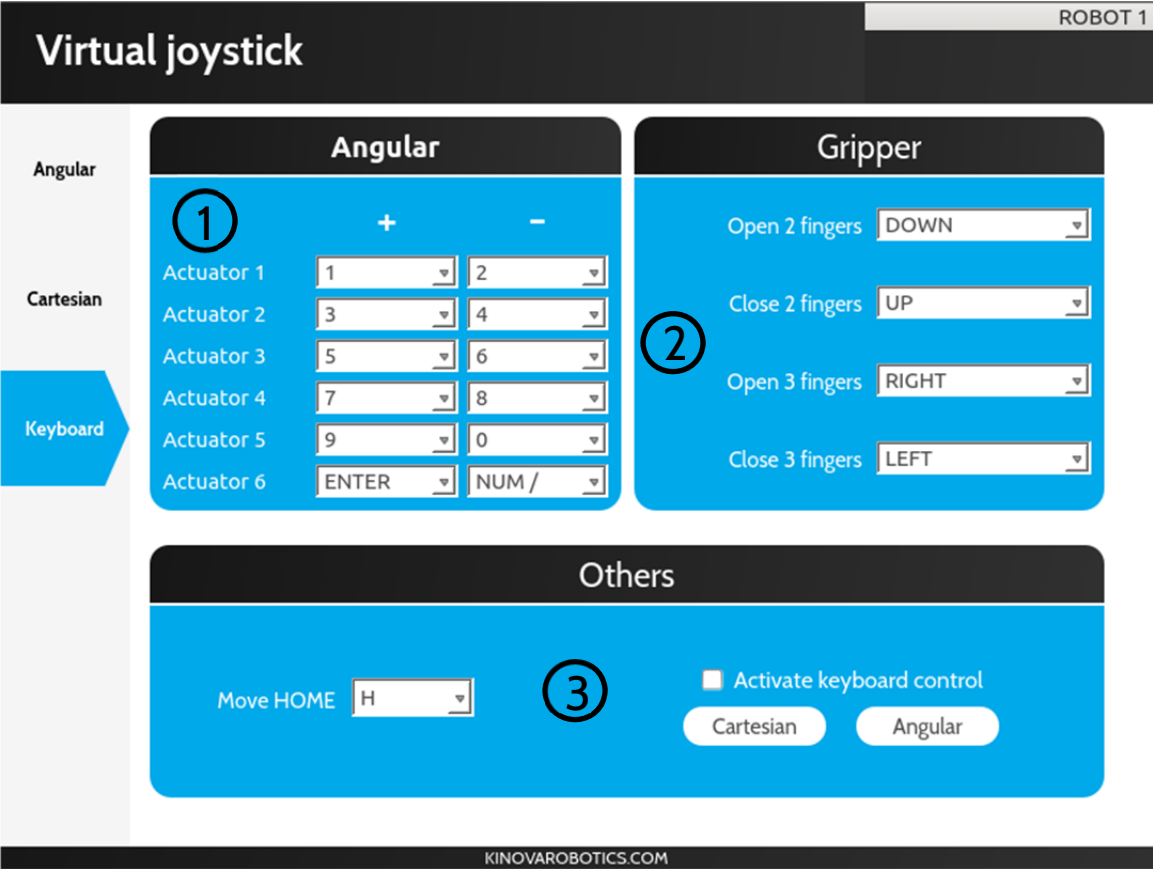 ROBOT 1
Virtual joystick
Angular
Cartesian
Keyboard
Angular
1
+ −
Actuator 1 1 2
Actuator 2 3 4
Actuator 3 5 6
Actuator 4 7 8
Actuator 5 9 0
Actuator 6 ENTER NUM /
Gripper
Open 2 fingers DOWN
Close 2 fingers UP
2
Open 3 fingers RIGHT
Close 3 fingers LEFT
Others
Move HOME H
3
Activate keyboard control
Cartesian Angular
KINOVAROBOTICS.COM